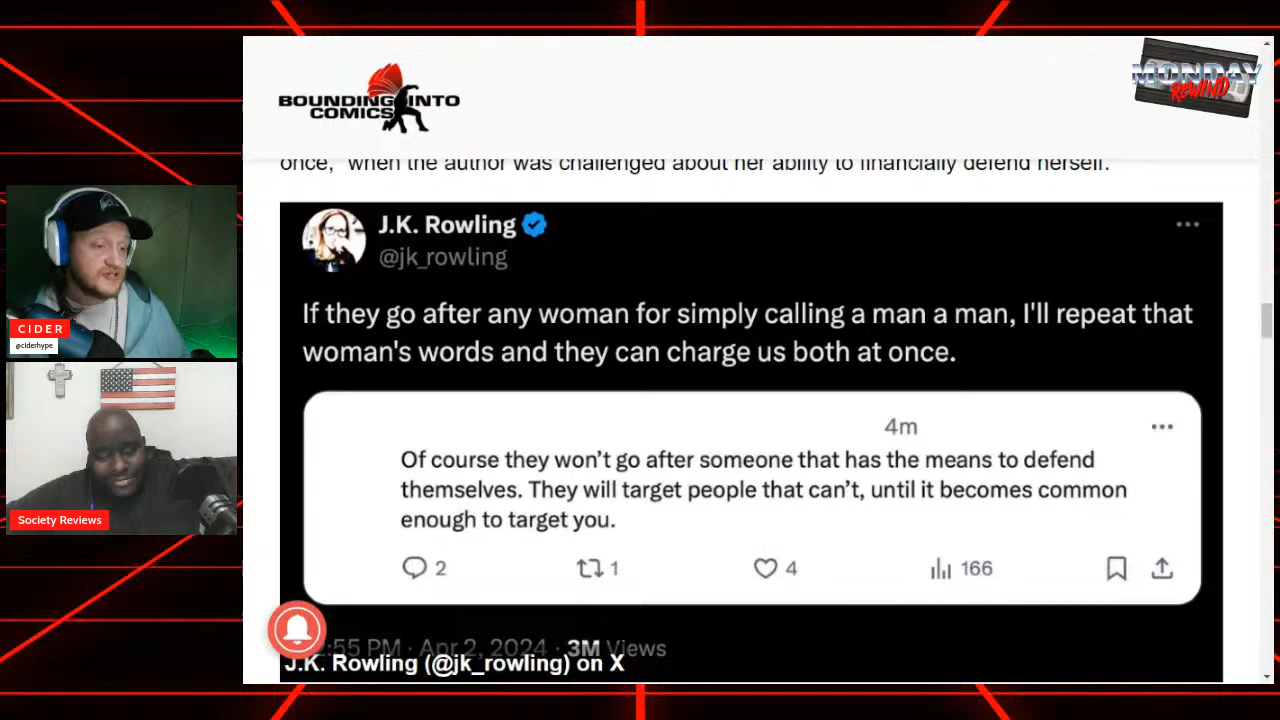 BOUNDING INTO
COMICS
MONDAY
REWIND
once," when the author was challenged about her ability to financially defend herself.
J.K. Rowling
@jk_rowling
If they go after any woman for simply calling a man a man, I'll repeat that
woman's words and they can charge us both at once.
4m
Of course they won't go after someone that has the means to defend
themselves. They will target people that can't, until it becomes common
enough to target you.
2
1
4
166
:55 PM · Apr 2, 2024 · 3M Views
J.K. Rowling (@jk_rowling) on X
CIDER
@ciderhype
Society Reviews